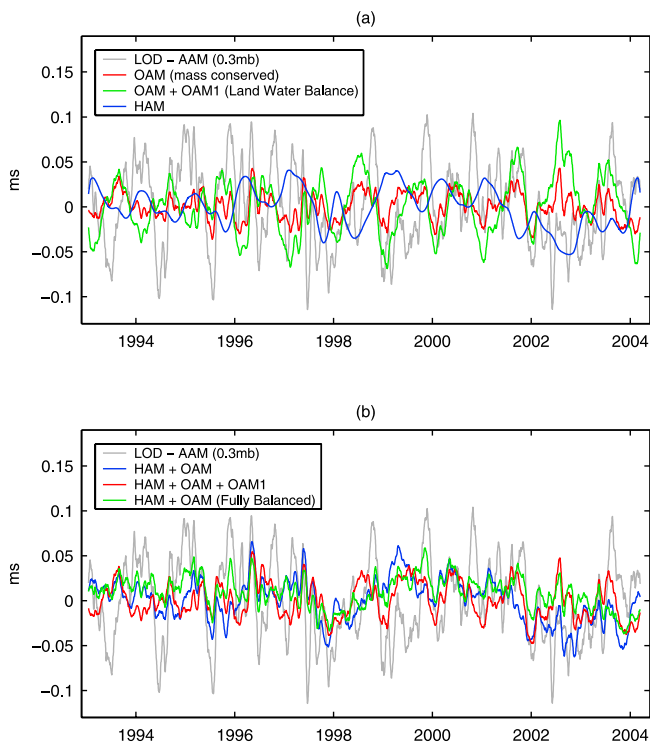 (a)
LOD − AAM (0.3mb)
OAM (mass conserved)
OAM + OAM1 (Land Water Balance)
HAM
0.15
0.1
0.05
0
−0.05
−0.1
ms
1994 1996 1998 2000 2002 2004
(b)
LOD − AAM (0.3mb)
HAM + OAM
HAM + OAM + OAM1
HAM + OAM (Fully Balanced)
0.15
0.1
0.05
0
−0.05
−0.1
ms
1994 1996 1998 2000 2002 2004